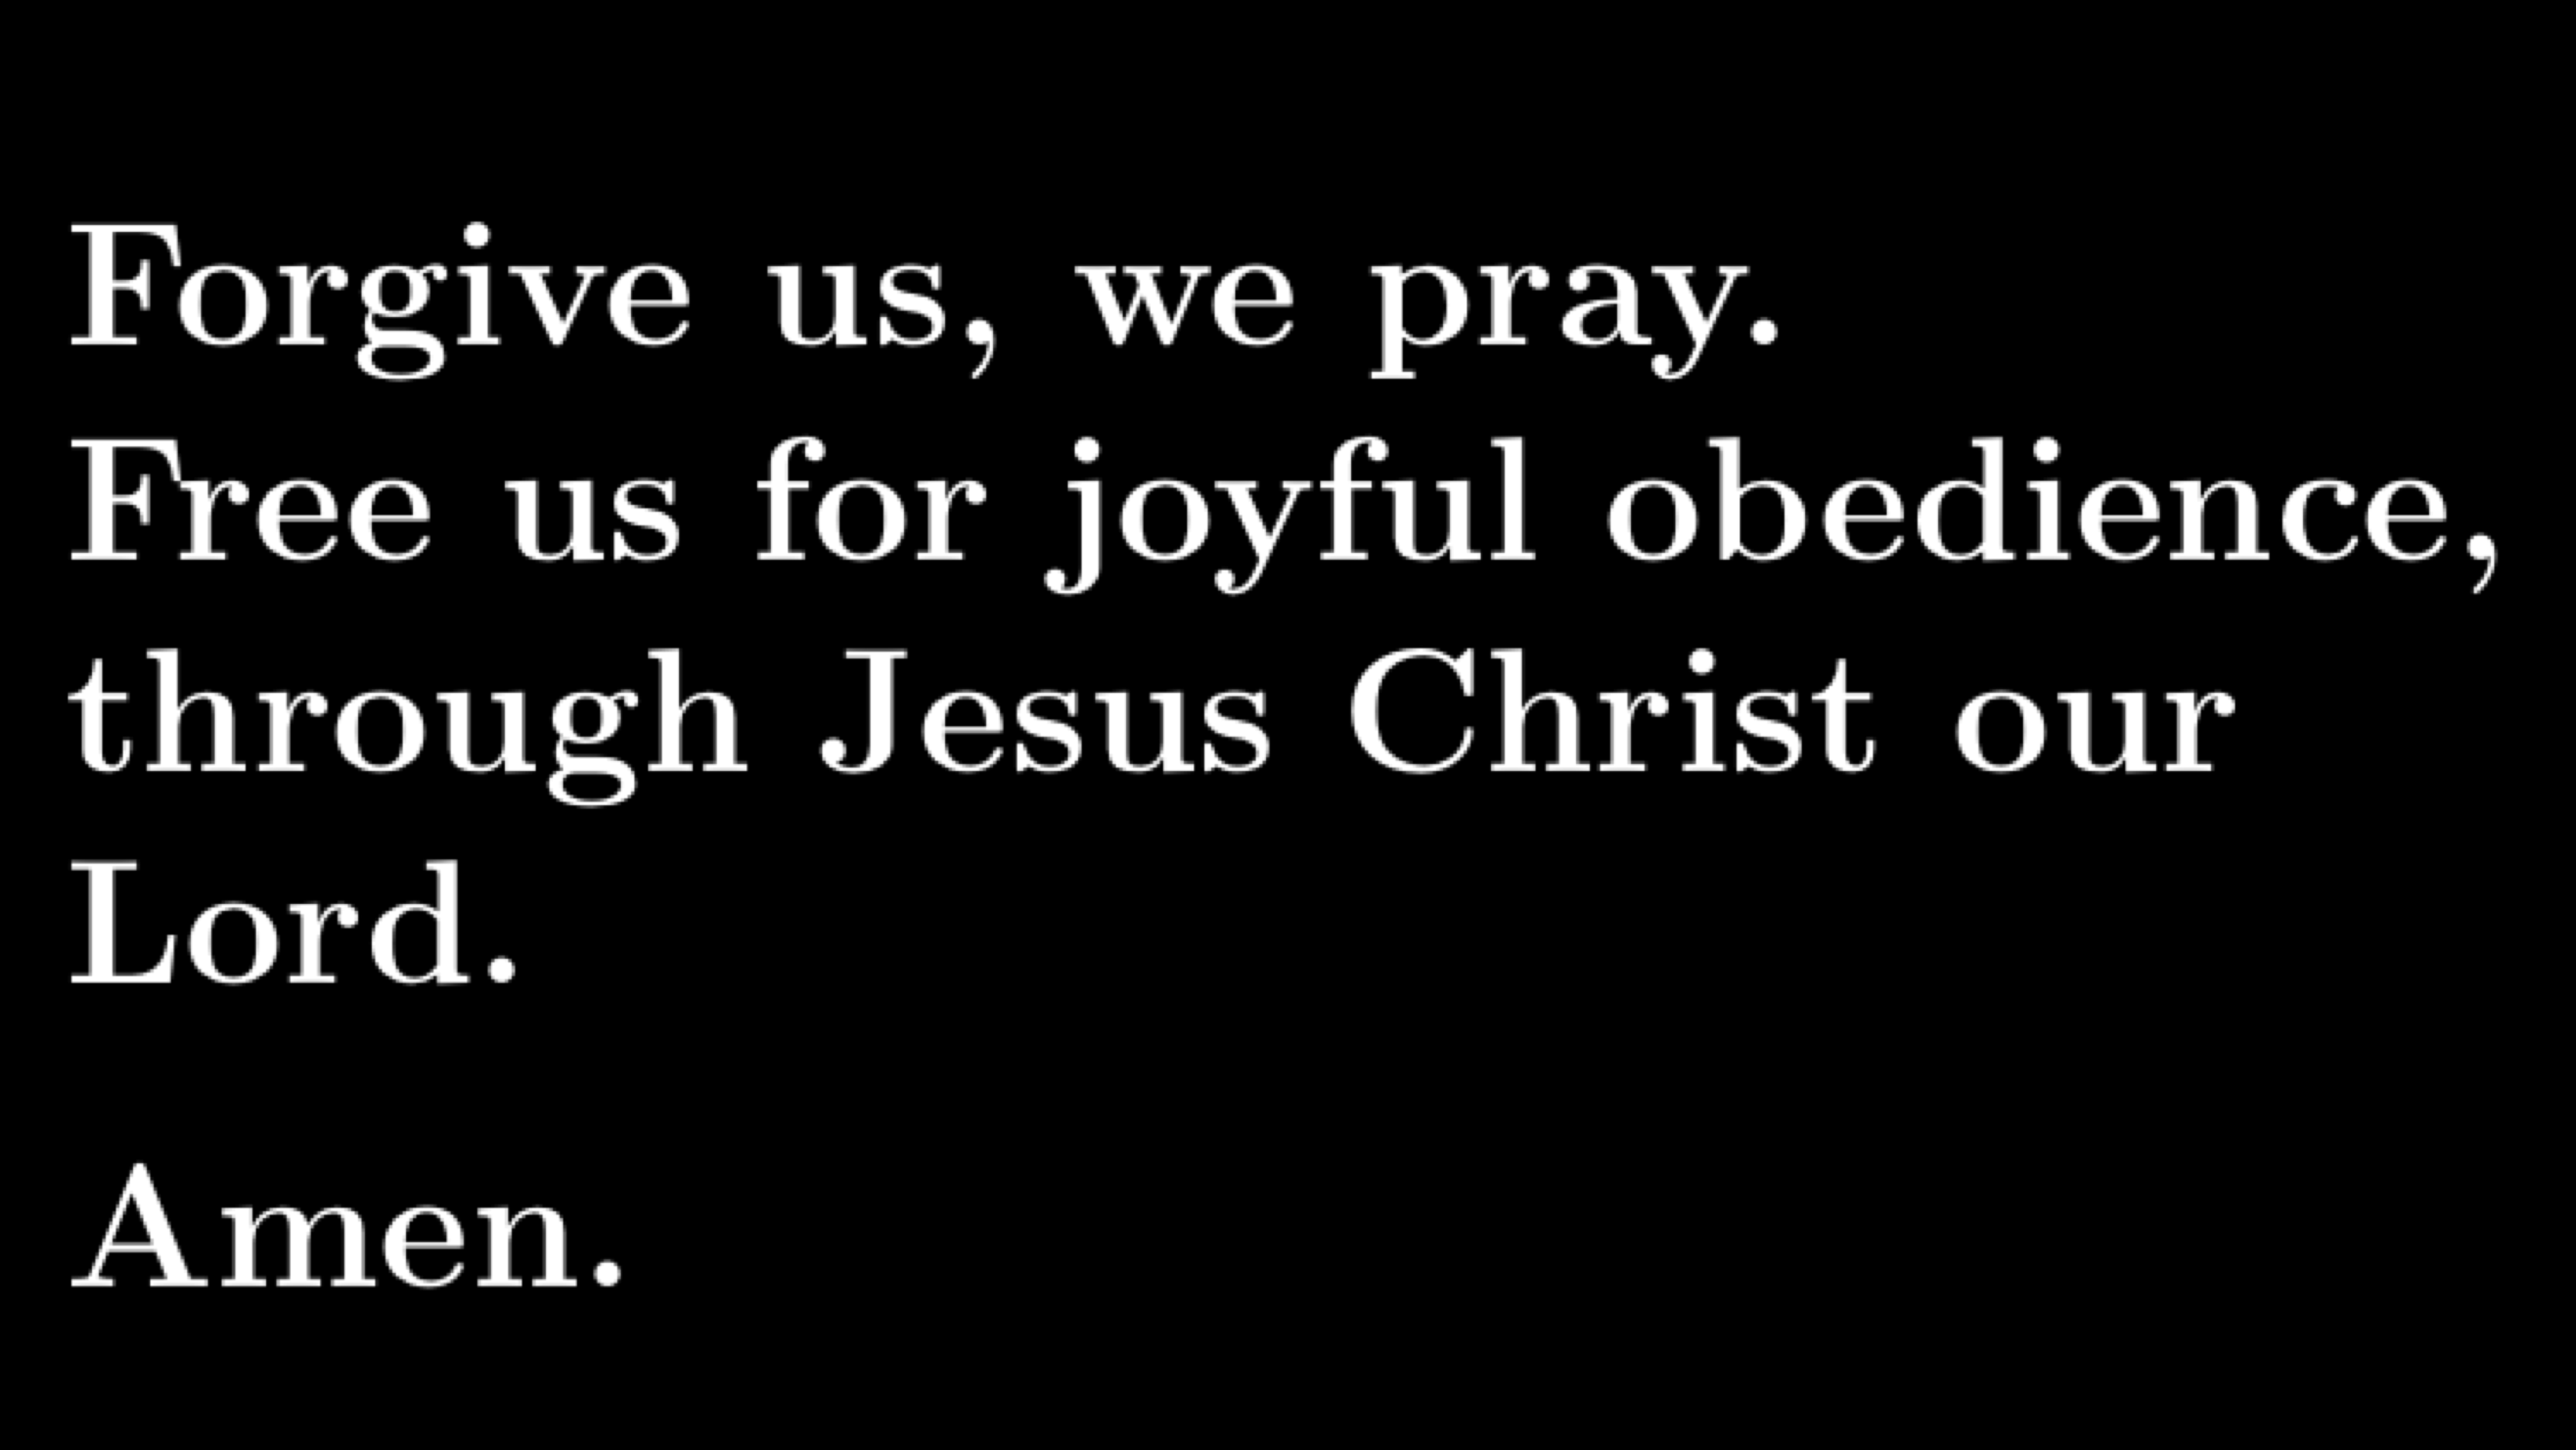 Forgive us, we pray.
Free us for joyful obedience,
through Jesus Christ our
Lord.
Amen.